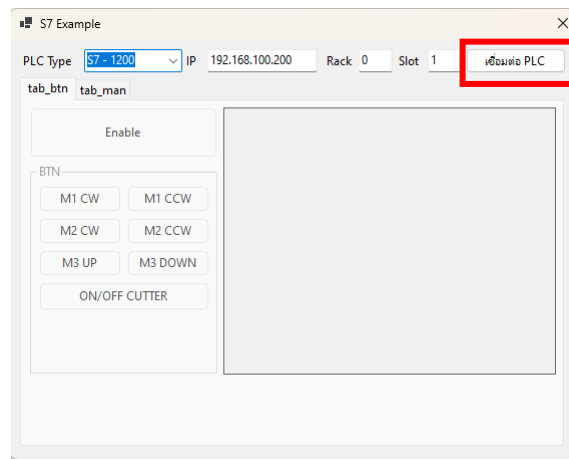 S7 Example
PLC Type S7 - 1200 IP 192.168.100.200 Rack 0 Slot 1 เชื่อมต่อ PLC
tab_btn tab_man
Enable
BTN
M1 CW M1 CCW
M2 CW M2 CCW
M3 UP M3 DOWN
ON/OFF CUTTER